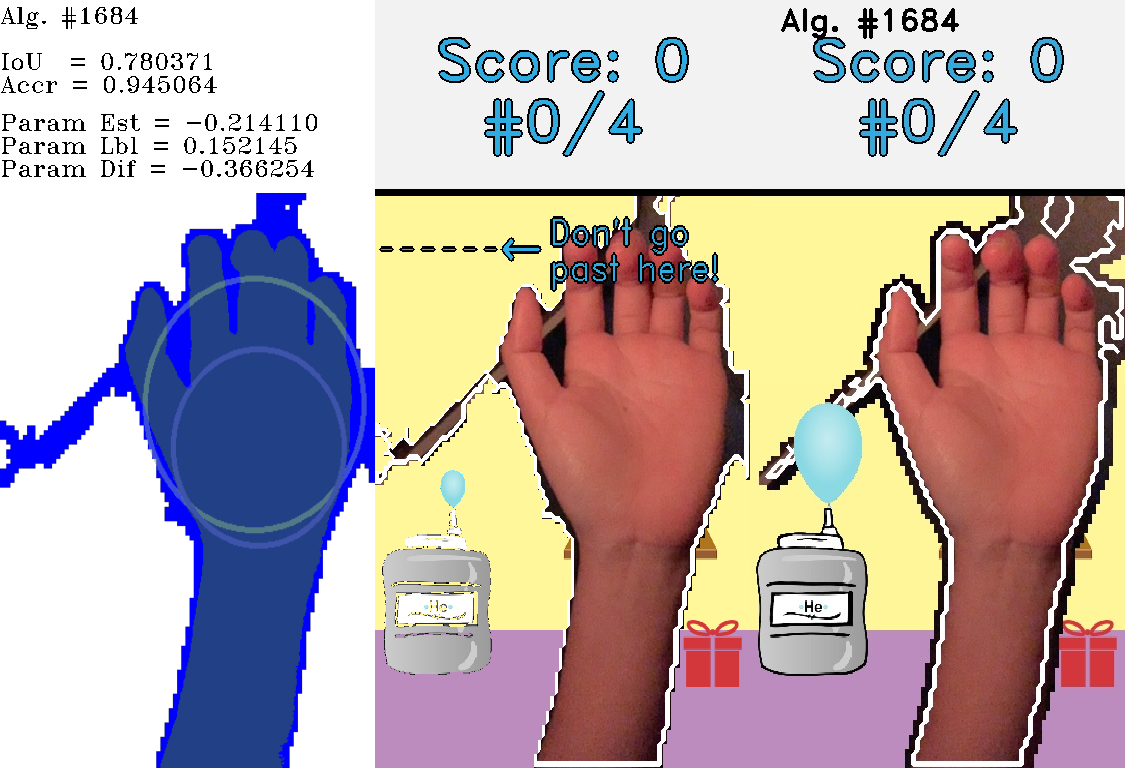 Alg. #1684
IoU = 0.780371
Accr = 0.945064
Param Est = −0.214110
Param Lbl = 0.152145
Param Dif = −0.366254
Score: 0
#0/4
Don't go
past here!
He
Alg. #1684
Score: 0
#0/4
He